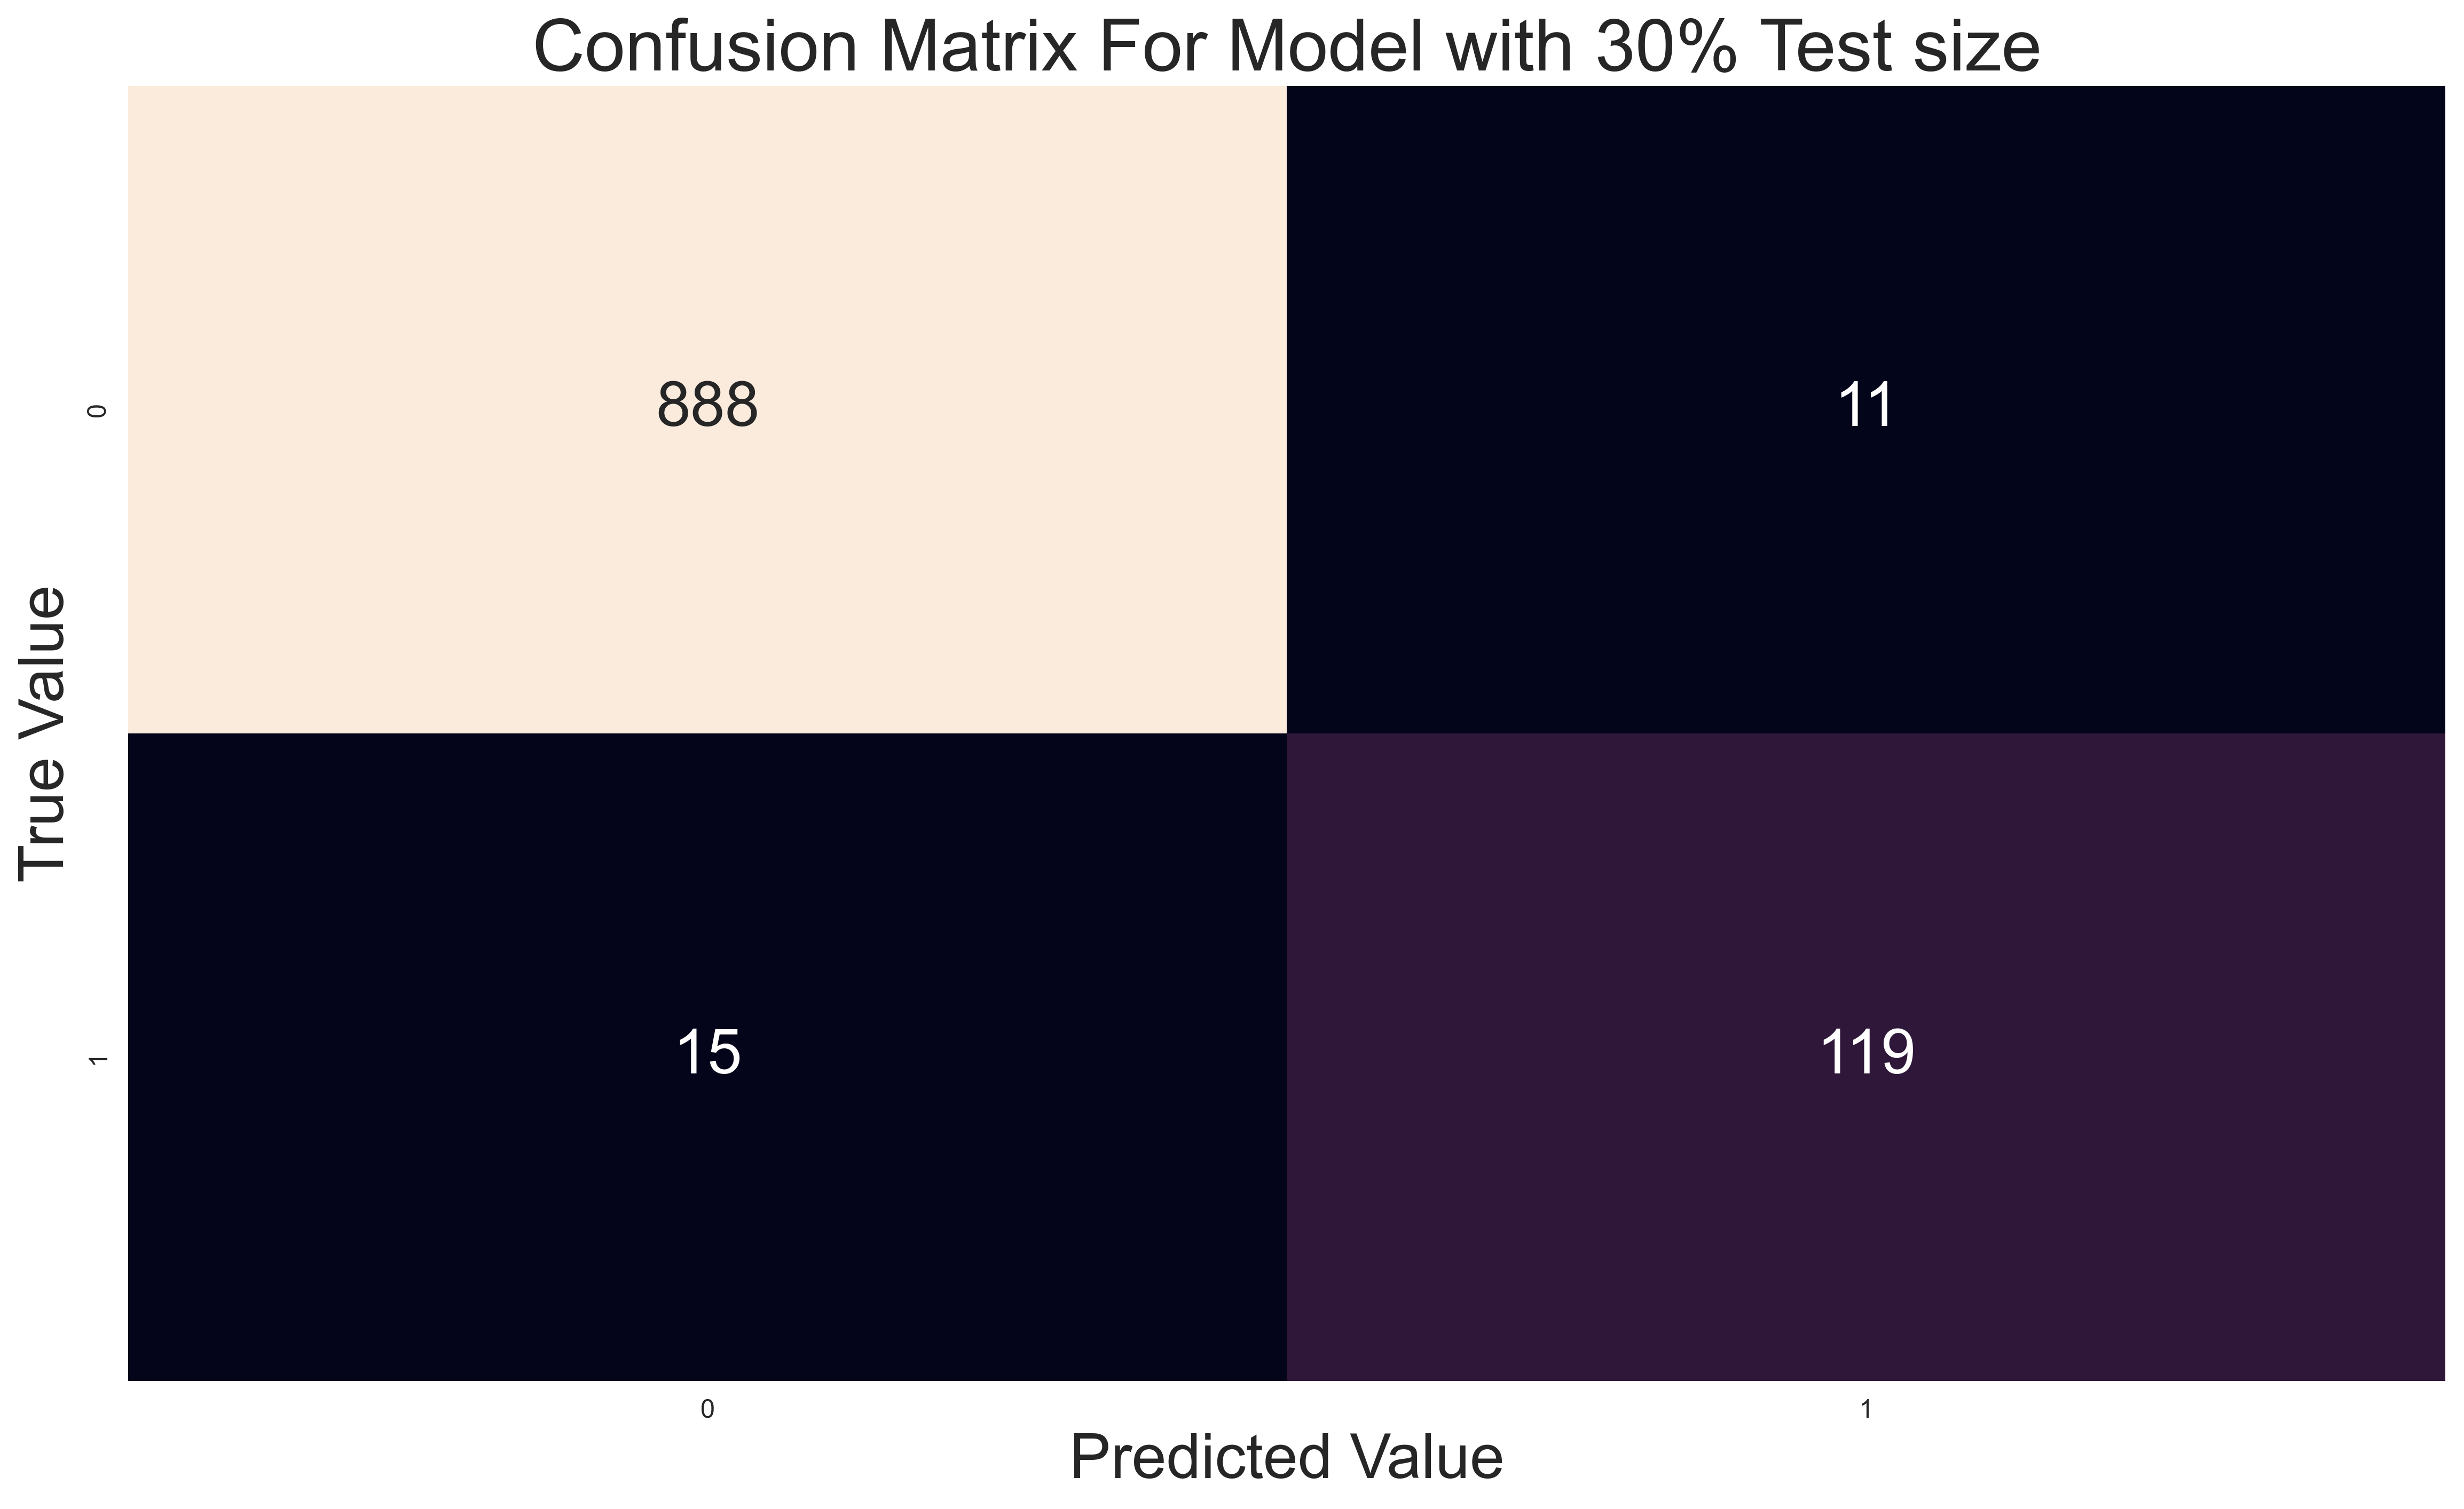 Confusion Matrix For Model with 30% Test size
888
11
0
True Value
15
119
1
0
1
Predicted Value